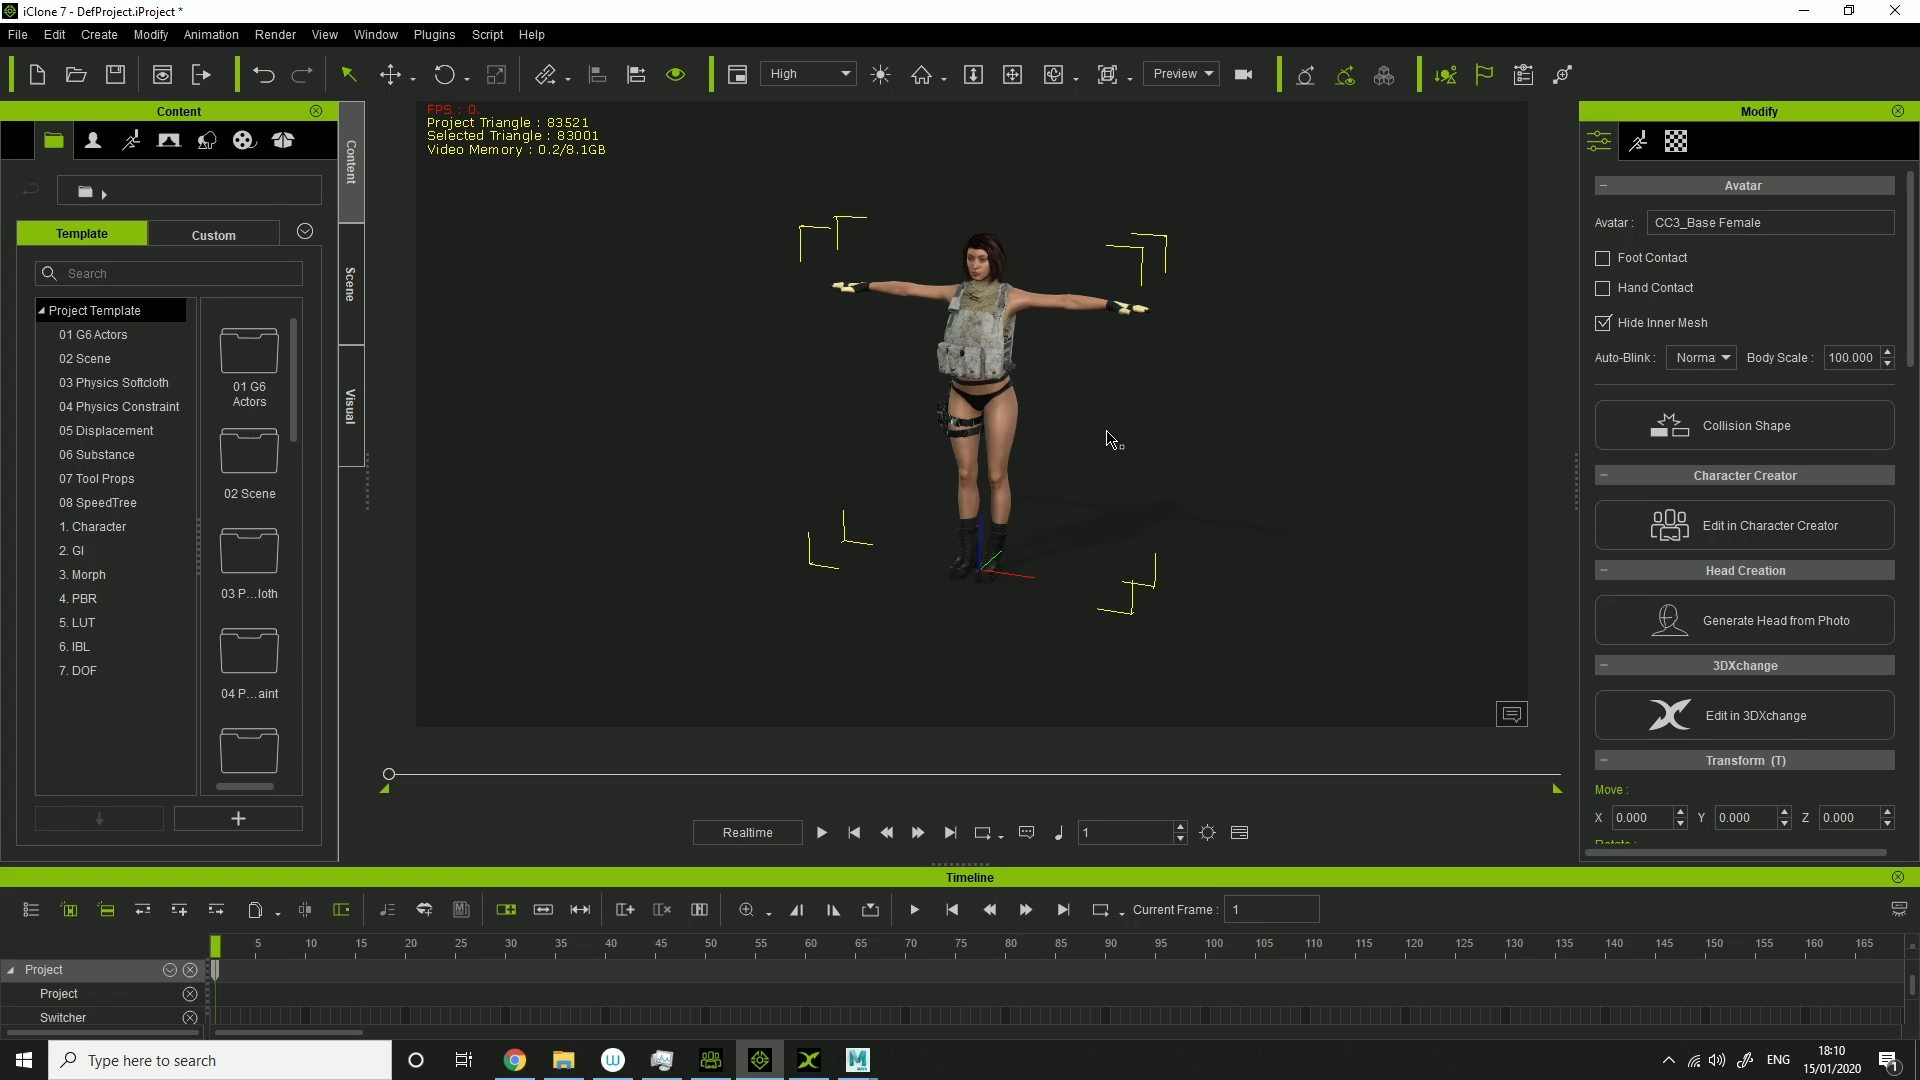 iClone 7 - DefProject.iProject *
File Edit Create Modify Animation Render View Window Plugins Script Help
High
Preview
Content
Modify
FPS : 0.
Project Triangle : 83521
Selected Triangle : 83001
Video Memory : 0.2/8.1GB
Content
Scene
Visual
Template Custom
Search
Project Template
01 G6 Actors
02 Scene
03 Physics Softcloth
04 Physics Constraint
05 Displacement
06 Substance
07 Tool Props
08 SpeedTree
1. Character
2. GI
3. Morph
4. PBR
5. LUT
6. IBL
7. DOF
01 G6
Actors
02 Scene
03 P...loth
04 P...aint
Avatar
Avatar : CC3_Base Female
Foot Contact
Hand Contact
Hide Inner Mesh
Auto-Blink : Normal Body Scale : 100.000
Collision Shape
Character Creator
Edit in Character Creator
Head Creation
Generate Head from Photo
3DXchange
Edit in 3DXchange
Transform (T)
Move :
X 0.000 Y 0.000 Z 0.000
Rotate :
Realtime 1
Timeline
Current Frame : 1
5 10 15 20 25 30 35 40 45 50 55 60 65 70 75 80 85 90 95 100 105 110 115 120 125 130 135 140 145 150 155 160 165
Project
Project
Switcher
Type here to search
ENG
18:10
15/01/2020
1